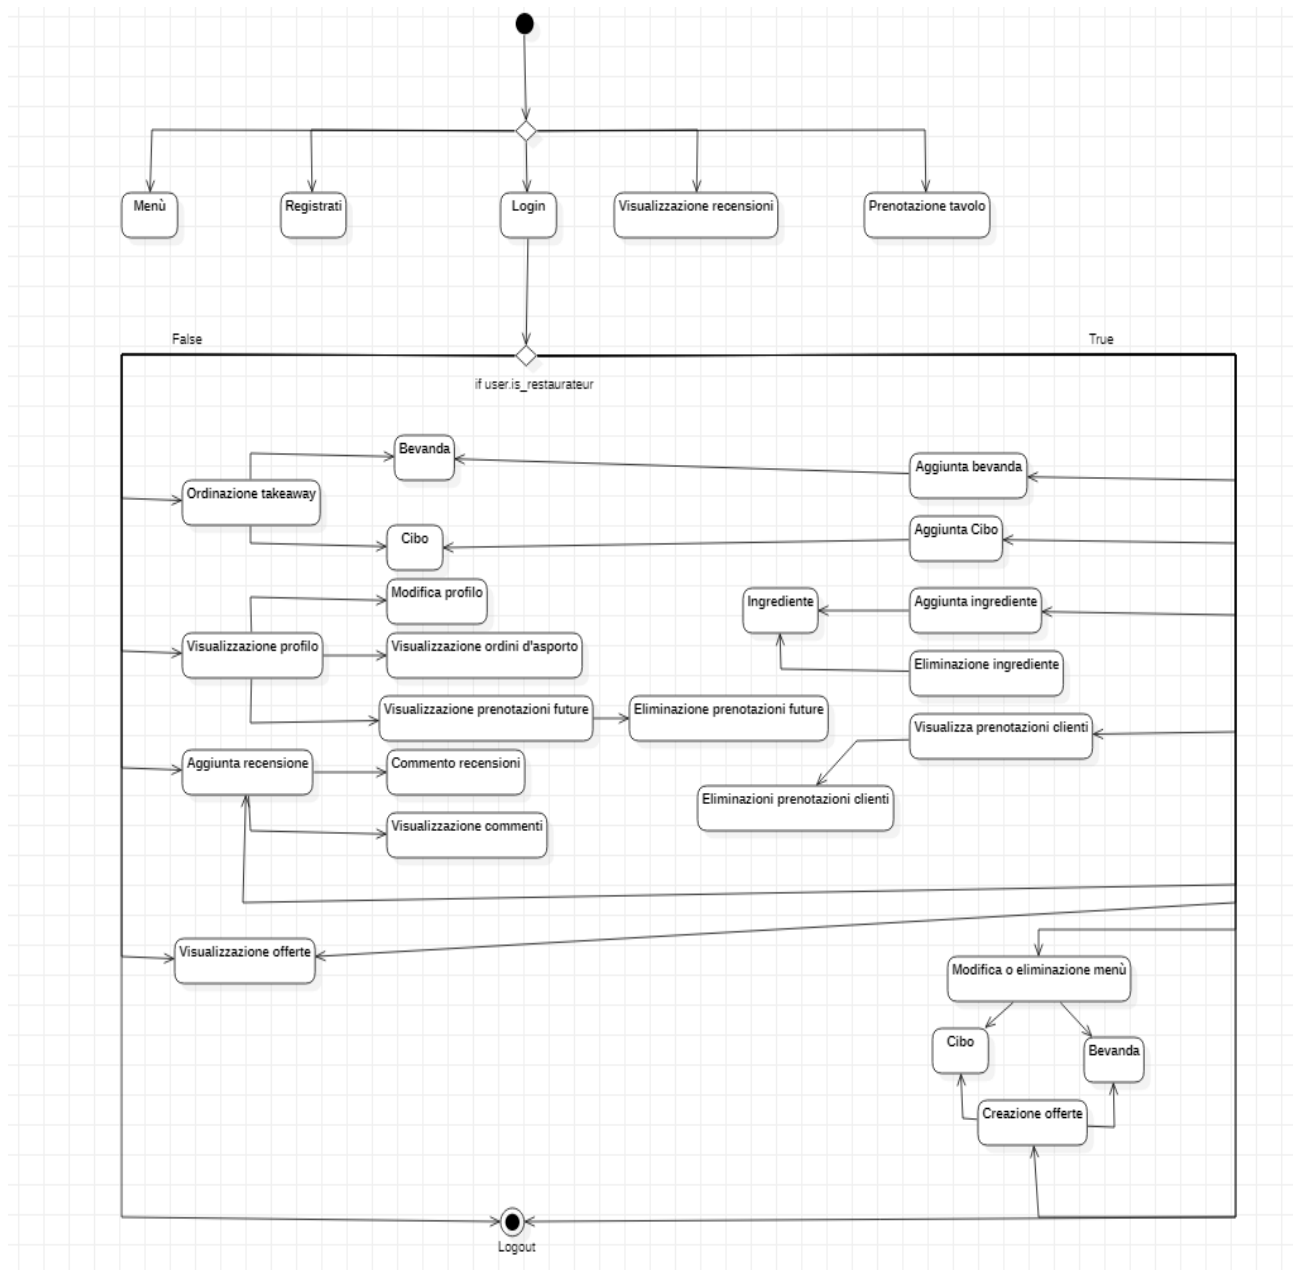 Menù
Registrati
Login
Visualizzazione recensioni
Prenotazione tavolo
False
True
if user.is_restaurateur
Bevanda
Aggiunta bevanda
Ordinazione takeaway
Cibo
Aggiunta Cibo
Modifica profilo
Ingrediente
Aggiunta ingrediente
Visualizzazione profilo
Visualizzazione ordini d'asporto
Eliminazione ingrediente
Visualizzazione prenotazioni future
Eliminazione prenotazioni future
Visualizza prenotazioni clienti
Aggiunta recensione
Commento recensioni
Eliminazioni prenotazioni clienti
Visualizzazione commenti
Visualizzazione offerte
Modifica o eliminazione menù
Cibo
Bevanda
Creazione offerte
Logout